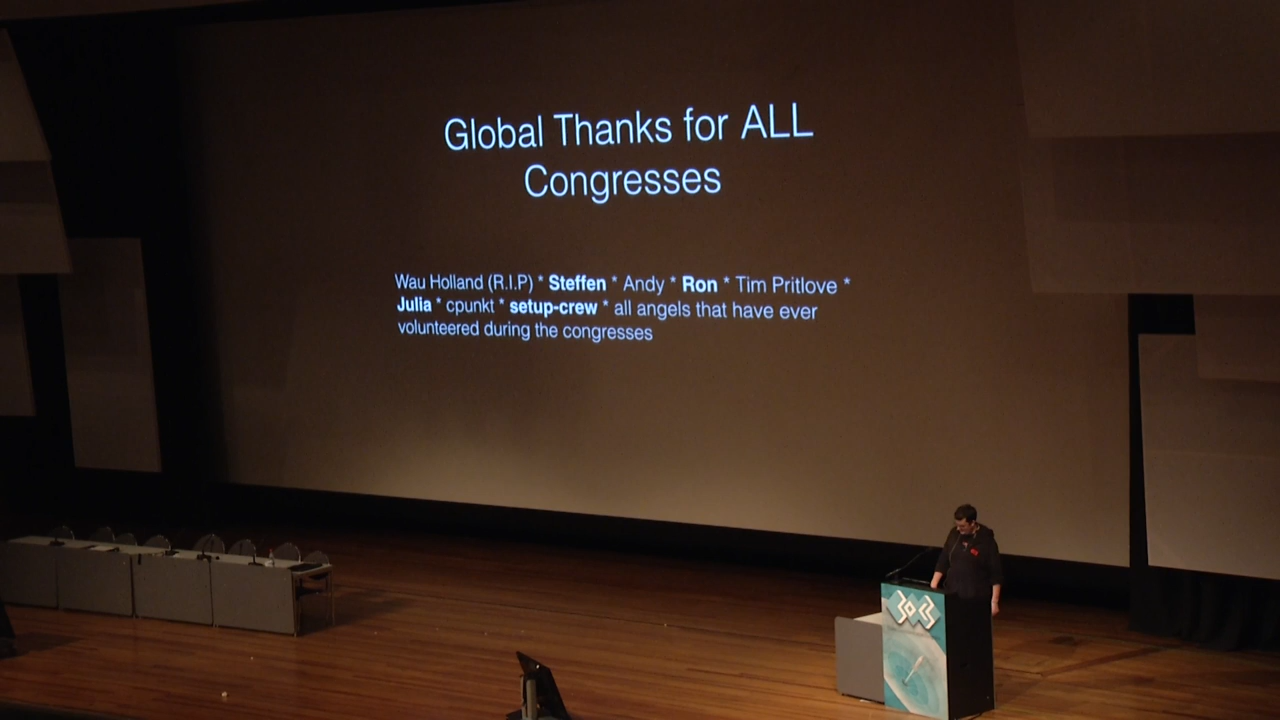 Global Thanks for ALL
Congresses
Wau Holland (R.I.P) * Steffen * Andy * Ron * Tim Pritlove *
Julia * cpunkt * setup-crew * all angels that have ever
volunteered during the congresses
30C3